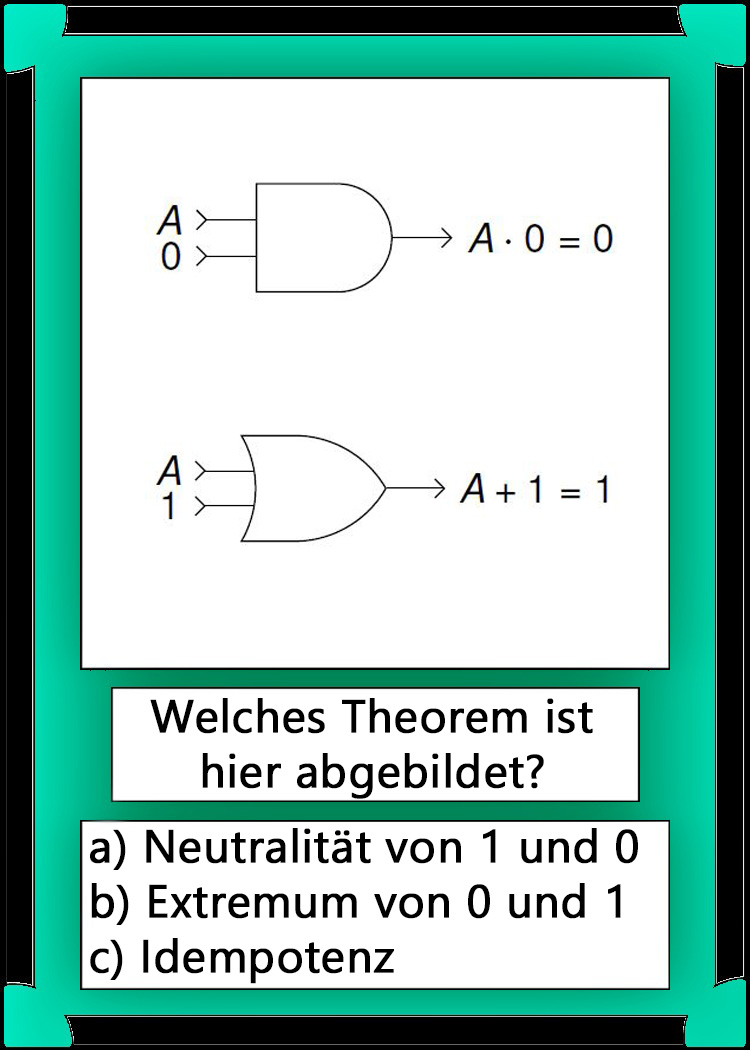 A
0
A · 0 = 0
A
1
A + 1 = 1
Welches Theorem ist
hier abgebildet?
a) Neutralität von 1 und 0
b) Extremum von 0 und 1
c) Idempotenz